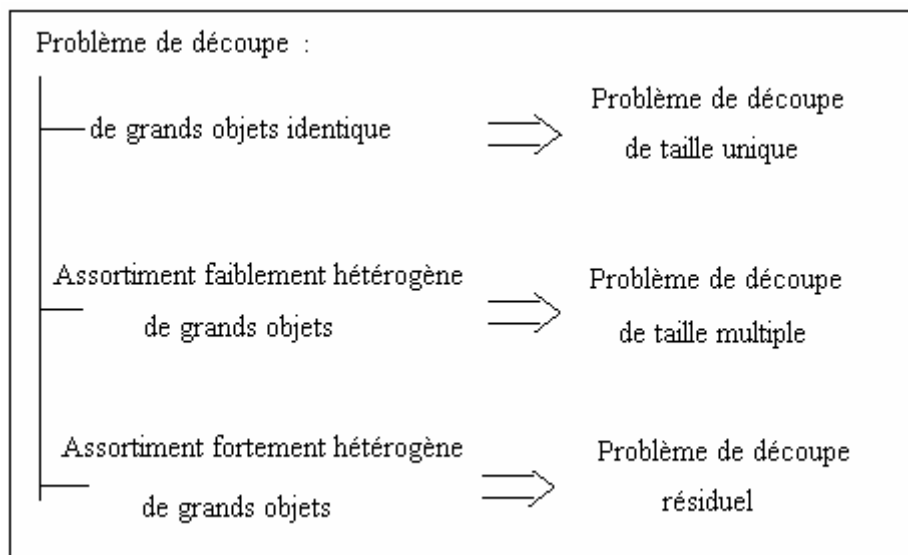 Problème de découpe :
de grands objets identique
Problème de découpe
de taille unique
Assortiment faiblement hétérogène
de grands objets
Problème de découpe
de taille multiple
Assortiment fortement hétérogène
de grands objets
Problème de découpe
résiduel